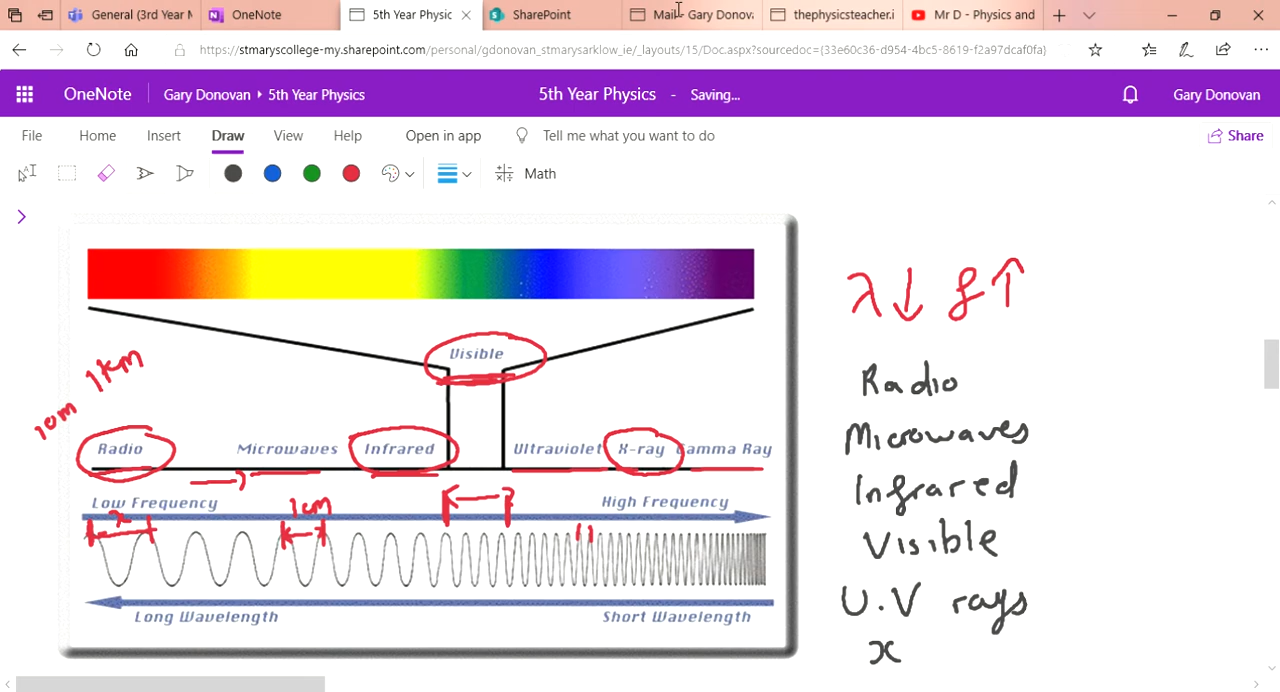 General (3rd Year M
OneNote
5th Year Physic
SharePoint
Mail - Gary Donova
thephysicsteacher.i
Mr D - Physics and
https://stmaryscollege-my.sharepoint.com/personal/gdonovan_stmarysarklow_ie/_layouts/15/Doc.aspx?sourcedoc={33e60c36-d954-4bc5-8619-f2a97dcaf0fa}
OneNote
Gary Donovan ▸ 5th Year Physics
5th Year Physics - Saving...
Gary Donovan
File
Home
Insert
Draw
View
Help
Open in app
Tell me what you want to do
Share
Math
λ↓ f↑
Visible
1km
10m
Radio
Microwaves
Infrared
Visible
U.V rays
x
Radio
Microwaves
Infrared
Ultraviolet
X-ray
Gamma Ray
Low Frequency
1cm
High Frequency
Long Wavelength
Short Wavelength